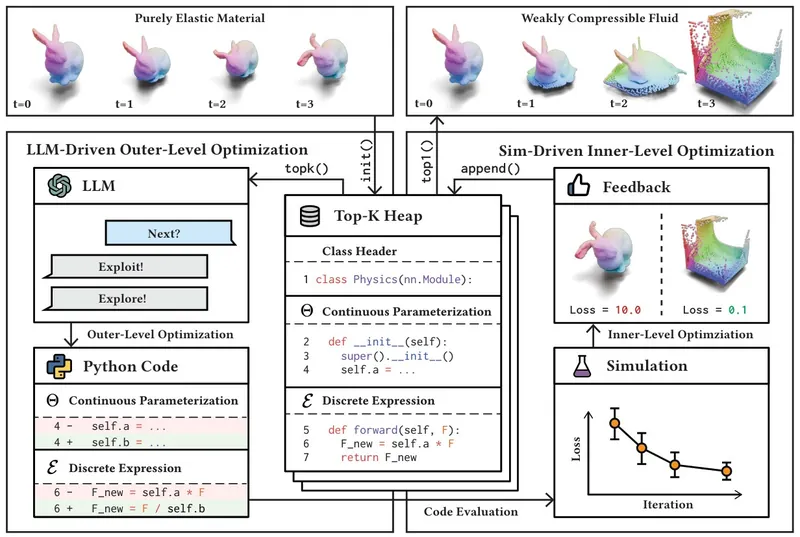 Purely Elastic Material
t=0
t=1
t=2
t=3
Weakly Compressible Fluid
t=0
t=1
t=2
t=3
LLM-Driven Outer-Level Optimization
topk()
init()
LLM
Next?
Exploit!
Explore!
Outer-Level Optimization
Python Code
Θ Continuous Parameterization
4 - self.a = ...
4 + self.b = ...
ℰ Discrete Expression
6 - F_new = self.a * F
6 + F_new = F / self.b
Top-K Heap
Class Header
1 class Physics(nn.Module):
Θ Continuous Parameterization
2 def __init__(self):
3 super().__init__()
4 self.a = ...
ℰ Discrete Expression
5 def forward(self, F):
6 F_new = self.a * F
7 return F_new
Sim-Driven Inner-Level Optimization
top1()
append()
Feedback
Loss = 10.0
Loss = 0.1
Inner-Level Optimziation
Simulation
Loss
Iteration
Code Evaluation